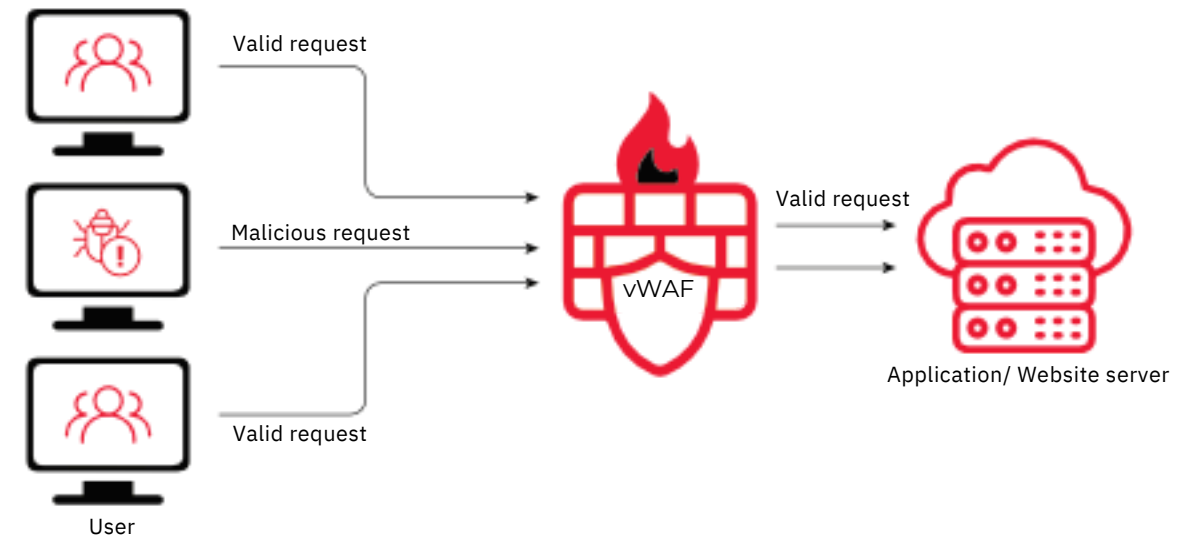 Valid request
Malicious request
Valid request
User
vWAF
Valid request
Application/ Website server